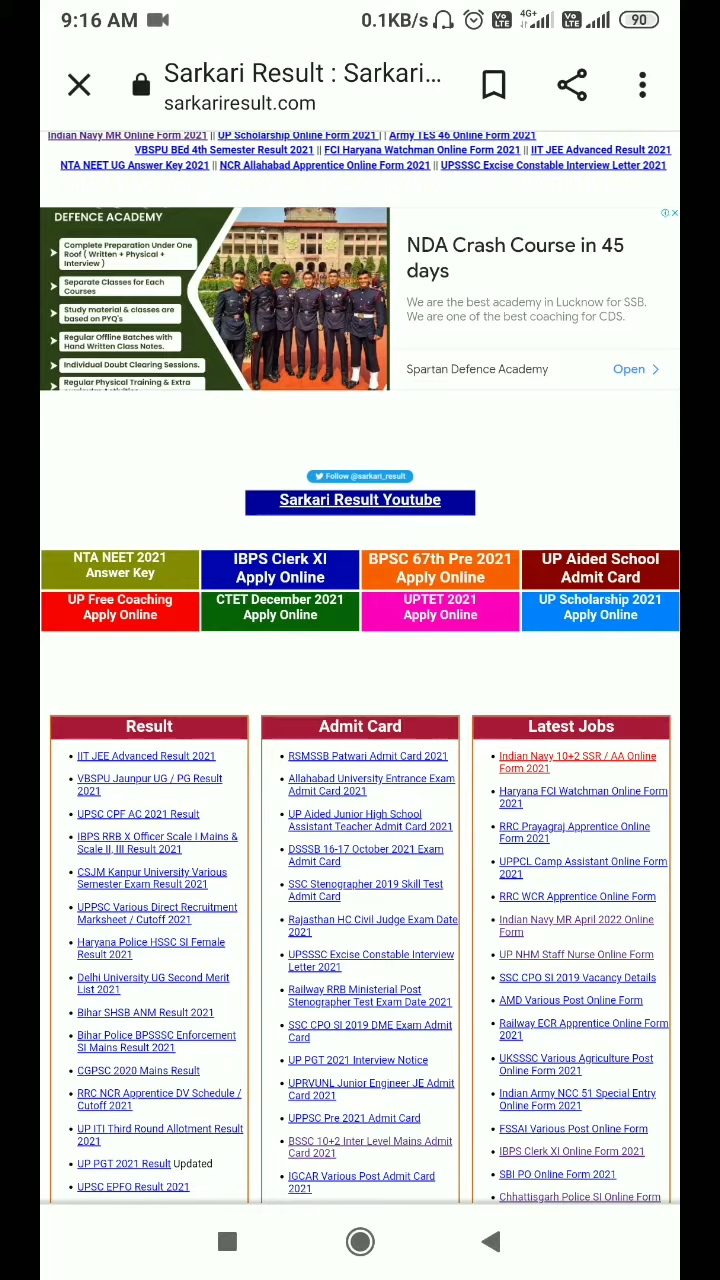 9:16 AM
0.1KB/s
Vo LTE
4G+
Vo LTE
90
Sarkari Result : Sarkari...
sarkariresult.com
Indian Navy MR Online Form 2021 || UP Scholarship Online Form 2021 || Army TES 46 Online Form 2021
VBSPU BEd 4th Semester Result 2021 || FCI Haryana Watchman Online Form 2021 || IIT JEE Advanced Result 2021
NTA NEET UG Answer Key 2021 || NCR Allahabad Apprentice Online Form 2021 || UPSSSC Excise Constable Interview Letter 2021
DEFENCE ACADEMY
Complete Preparation Under One
Roof ( Written + Physical +
Interview )
Separate Classes for Each
Courses
Study material & classes are
based on PYQ's
Regular Offline Batches with
Hand Written Class Notes.
Individual Doubt Clearing Sessions.
Regular Physical Training & Extra
NDA Crash Course in 45
days
We are the best academy in Lucknow for SSB.
We are one of the best coaching for CDS.
Spartan Defence Academy
Open
Follow @sarkari_result
Sarkari Result Youtube
NTA NEET 2021
Answer Key
IBPS Clerk XI
Apply Online
BPSC 67th Pre 2021
Apply Online
UP Aided School
Admit Card
UP Free Coaching
Apply Online
CTET December 2021
Apply Online
UPTET 2021
Apply Online
UP Scholarship 2021
Apply Online
Result
IIT JEE Advanced Result 2021
VBSPU Jaunpur UG / PG Result
2021
UPSC CPF AC 2021 Result
IBPS RRB X Officer Scale I Mains &
Scale II, III Result 2021
CSJM Kanpur University Various
Semester Exam Result 2021
UPPSC Various Direct Recruitment
Marksheet / Cutoff 2021
Haryana Police HSSC SI Female
Result 2021
Delhi University UG Second Merit
List 2021
Bihar SHSB ANM Result 2021
Bihar Police BPSSSC Enforcement
SI Mains Result 2021
CGPSC 2020 Mains Result
RRC NCR Apprentice DV Schedule /
Cutoff 2021
UP ITI Third Round Allotment Result
2021
UP PGT 2021 Result Updated
UPSC EPFO Result 2021
Admit Card
RSMSSB Patwari Admit Card 2021
Allahabad University Entrance Exam
Admit Card 2021
UP Aided Junior High School
Assistant Teacher Admit Card 2021
DSSSB 16-17 October 2021 Exam
Admit Card
SSC Stenographer 2019 Skill Test
Admit Card
Rajasthan HC Civil Judge Exam Date
2021
UPSSSC Excise Constable Interview
Letter 2021
Railway RRB Ministerial Post
Stenographer Test Exam Date 2021
SSC CPO SI 2019 DME Exam Admit
Card
UP PGT 2021 Interview Notice
UPRVUNL Junior Engineer JE Admit
Card 2021
UPPSC Pre 2021 Admit Card
BSSC 10+2 Inter Level Mains Admit
Card 2021
IGCAR Various Post Admit Card
2021
Latest Jobs
Indian Navy 10+2 SSR / AA Online
Form 2021
Haryana FCI Watchman Online Form
2021
RRC Prayagraj Apprentice Online
Form 2021
UPPCL Camp Assistant Online Form
2021
RRC WCR Apprentice Online Form
Indian Navy MR April 2022 Online
Form
UP NHM Staff Nurse Online Form
SSC CPO SI 2019 Vacancy Details
AMD Various Post Online Form
Railway ECR Apprentice Online Form
2021
UKSSSC Various Agriculture Post
Online Form 2021
Indian Army NCC 51 Special Entry
Online Form 2021
FSSAI Various Post Online Form
IBPS Clerk XI Online Form 2021
SBI PO Online Form 2021
Chhattisgarh Police SI Online Form